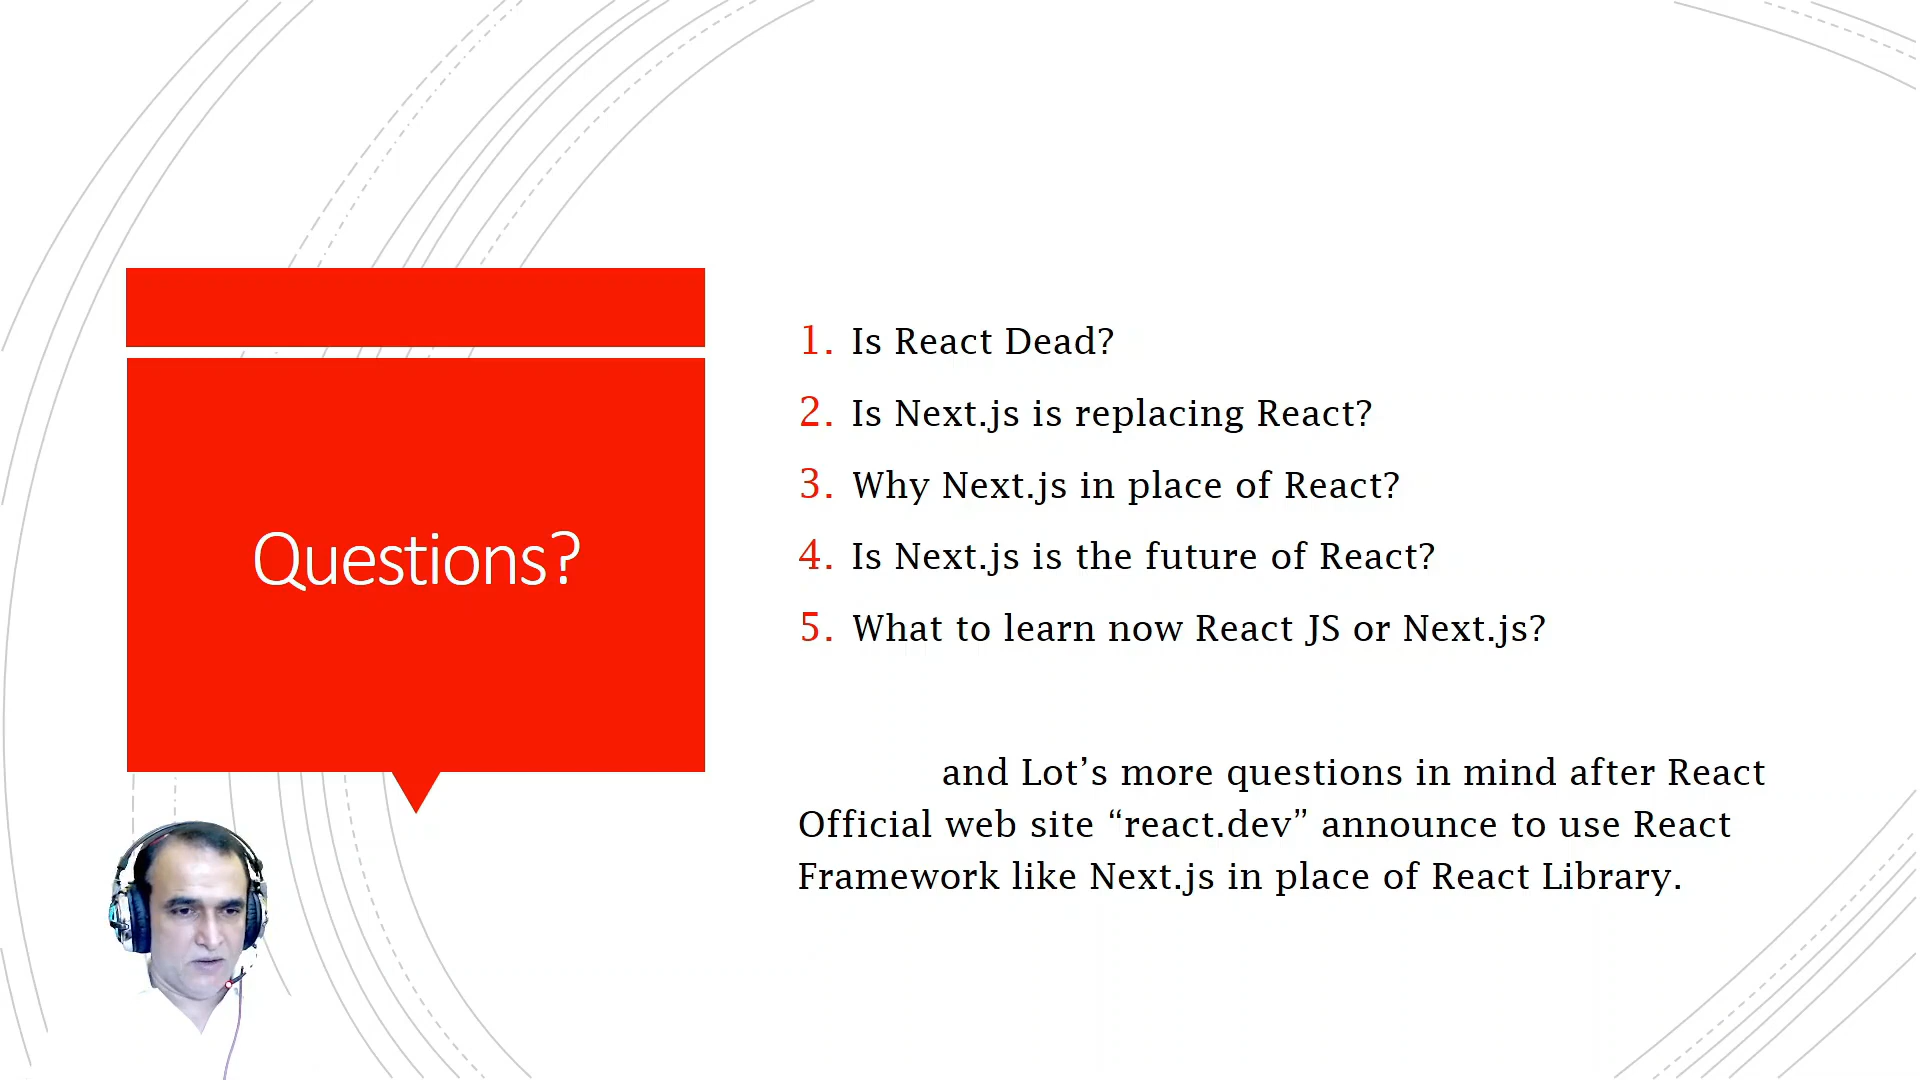 Questions?
1. Is React Dead?
2. Is Next.js is replacing React?
3. Why Next.js in place of React?
4. Is Next.js is the future of React?
5. What to learn now React JS or Next.js?
and Lot’s more questions in mind after React
Official web site “react.dev” announce to use React
Framework like Next.js in place of React Library.